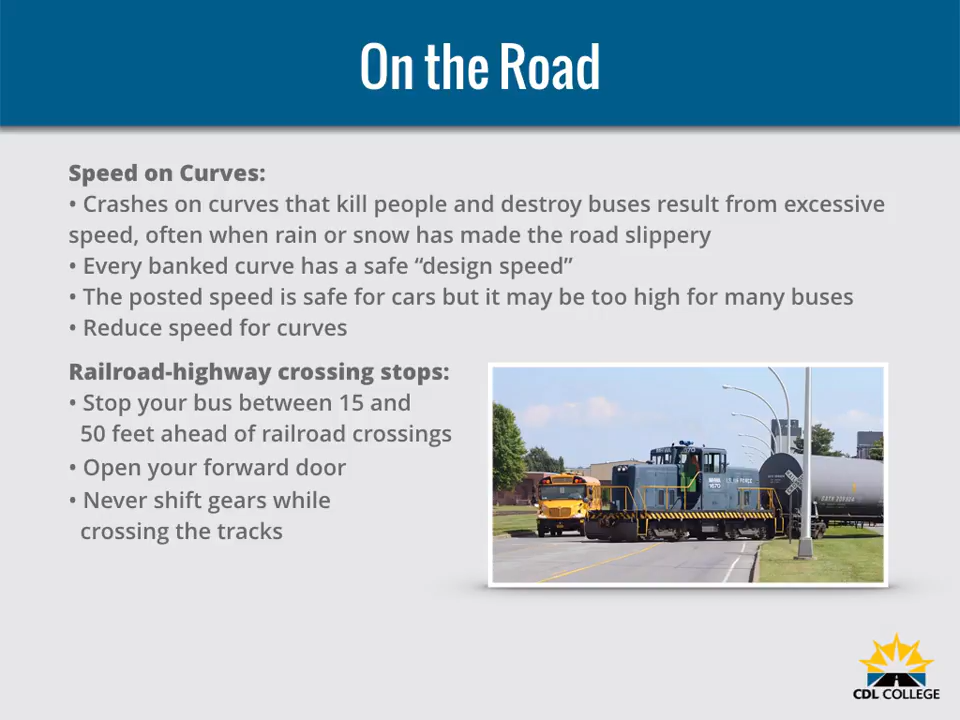 On the Road
Speed on Curves:
• Crashes on curves that kill people and destroy buses result from excessive
speed, often when rain or snow has made the road slippery
• Every banked curve has a safe “design speed”
• The posted speed is safe for cars but it may be too high for many buses
• Reduce speed for curves
Railroad-highway crossing stops:
• Stop your bus between 15 and
50 feet ahead of railroad crossings
• Open your forward door
• Never shift gears while
crossing the tracks
1670
CDL COLLEGE